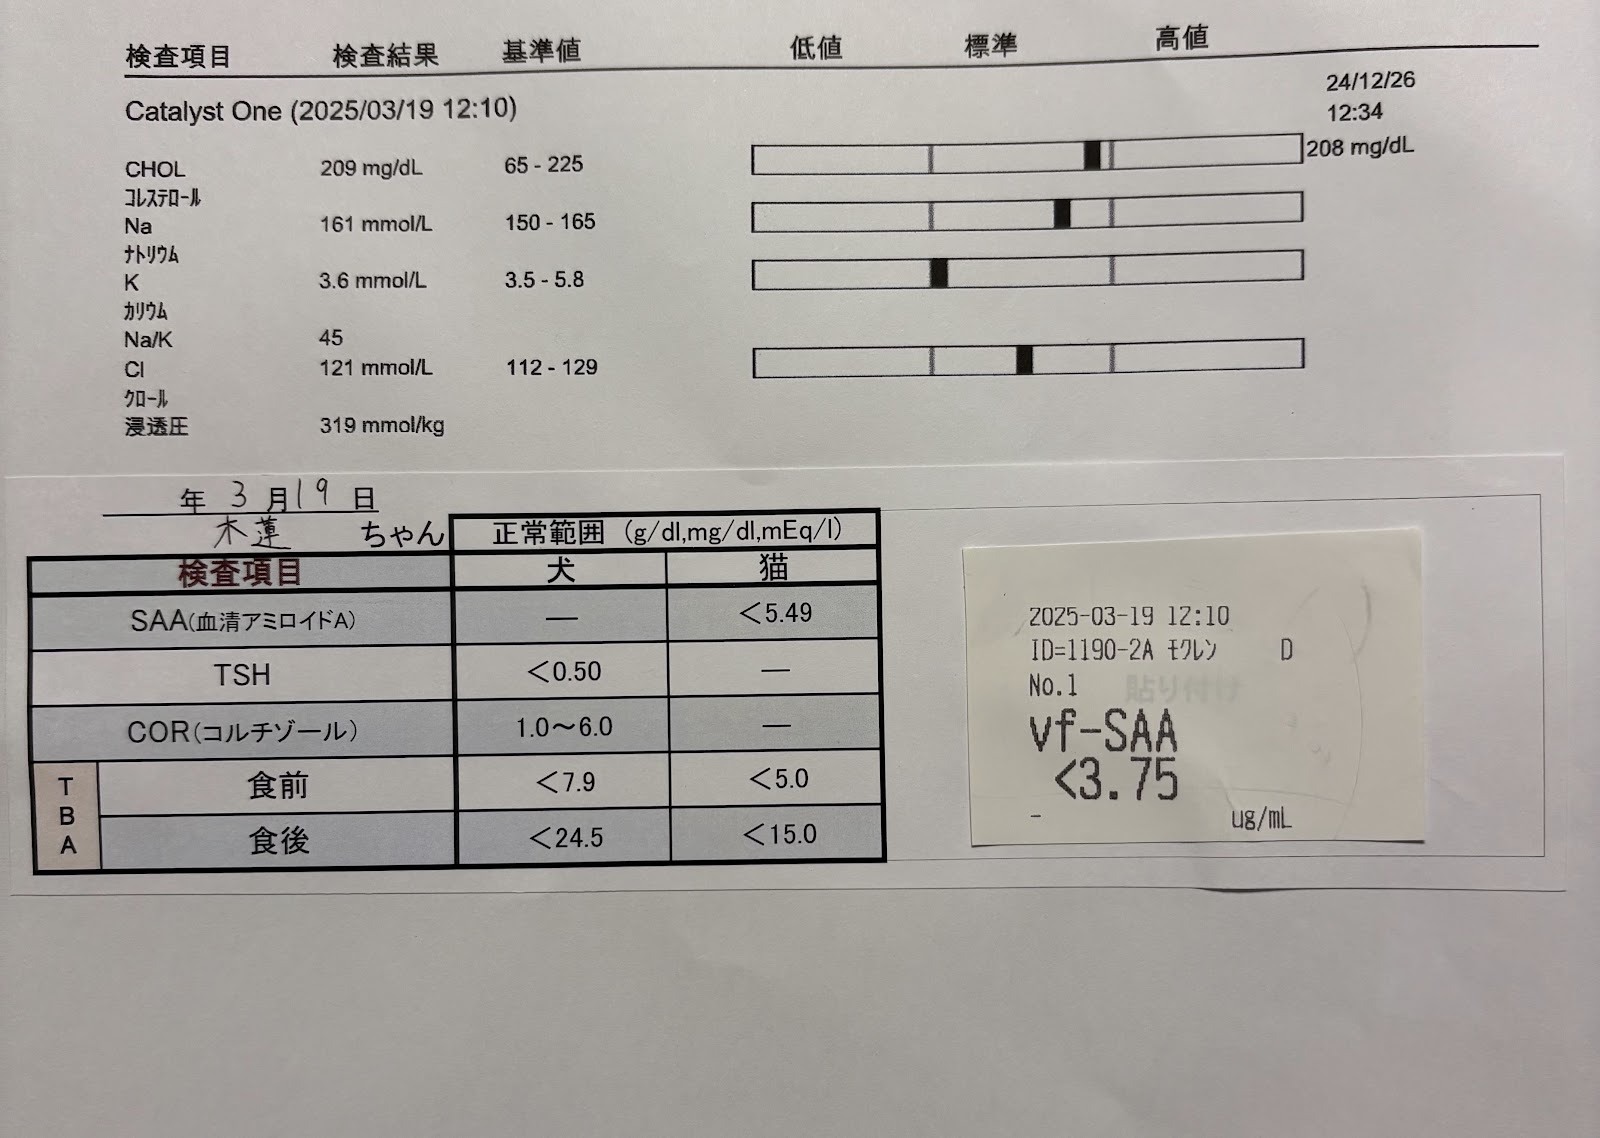 検査項目 検査結果 基準値 低値 標準 高値
Catalyst One (2025/03/19 12:10) 24/12/26 12:34
CHOL 209 mg/dL 65 - 225 208 mg/dL
ｺﾚｽﾃﾛｰﾙ
Na 161 mmol/L 150 - 165
ﾅﾄﾘｳﾑ
K 3.6 mmol/L 3.5 - 5.8
ｶﾘｳﾑ
Na/K 45
Cl 121 mmol/L 112 - 129
ｸﾛｰﾙ
浸透圧 319 mmol/kg
年 3 月 19 日
木蓮 ちゃん 正常範囲 (g/dl,mg/dl,mEq/l)
検査項目 犬 猫
SAA(血清アミロイドA) — <5.49
TSH <0.50 —
COR(コルチゾール) 1.0～6.0 —
TBA 食前 <7.9 <5.0
食後 <24.5 <15.0
2025-03-19 12:10
ID=1190-2A ﾓｸﾚﾝ D
No.1
貼り付け
vf-SAA
<3.75
- ug/mL